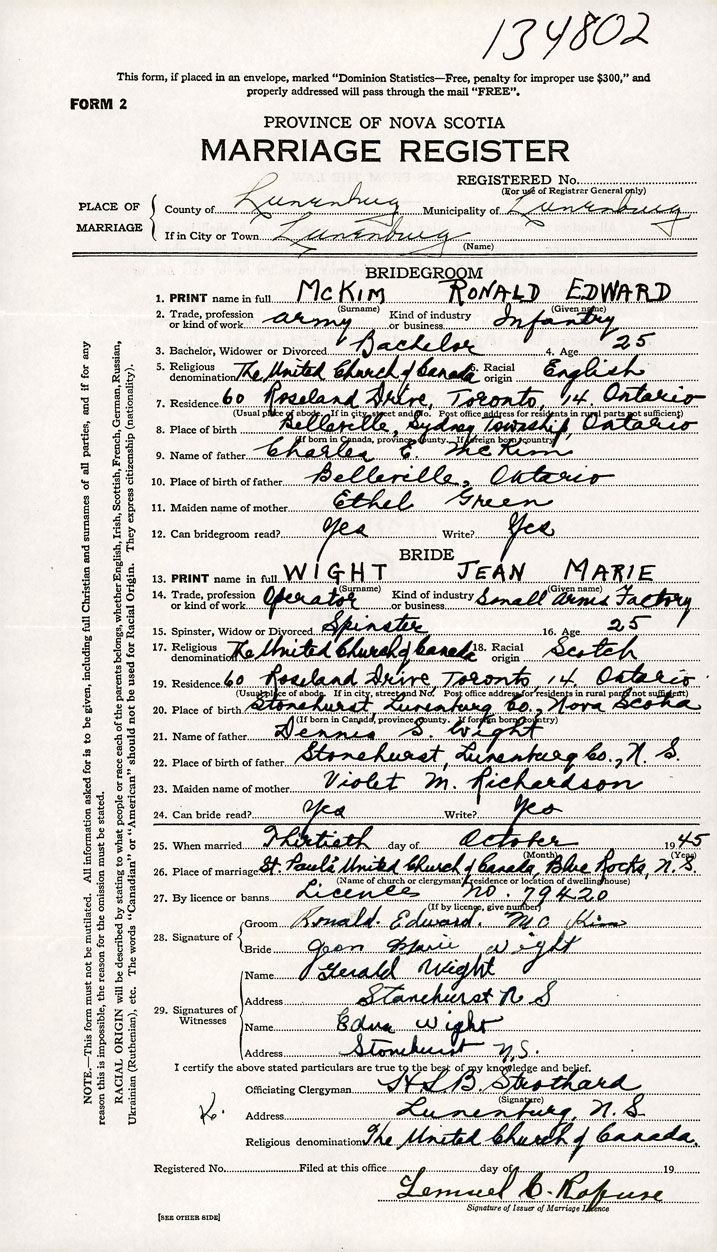 134802
This form, if placed in an envelope, marked "Dominion Statistics—Free, penalty for improper use $300," and
properly addressed will pass through the mail "FREE".
FORM 2
PROVINCE OF NOVA SCOTIA
MARRIAGE REGISTER
REGISTERED No.
(For use of Registrar General only)
PLACE OF MARRIAGE
County of Lunenburg Municipality of Lunenburg
If in City or Town Lunenburg
(Name)
BRIDEGROOM
1. PRINT name in full McKIM RONALD EDWARD
(Surname) (Given name)
2. Trade, profession or kind of work army Kind of industry or business Infantry
3. Bachelor, Widower or Divorced Bachelor 4. Age 25
5. Religious denomination The United Church of Canada 6. Racial origin English
7. Residence 60 Roseland Drive, Toronto, 14. Ontario
(Usual place of abode. If in city, street and No. Post office address for residents in rural parts not sufficient)
8. Place of birth Belleville, Sydney Township, Ontario
(If born in Canada, province, county. If foreign born, country)
9. Name of father Charles E. McKim
10. Place of birth of father Belleville, Ontario
11. Maiden name of mother Ethel Green
12. Can bridegroom read? Yes Write? Yes
BRIDE
13. PRINT name in full WIGHT JEAN MARIE
(Surname) (Given name)
14. Trade, profession or kind of work Operator Kind of industry or business Small Arms Factory
15. Spinster, Widow or Divorced Spinster 16. Age 25
17. Religious denomination The United Church of Canada 18. Racial origin Scotch
19. Residence 60 Roseland Drive, Toronto, 14. Ontario
(Usual place of abode. If in city, street and No. Post office address for residents in rural parts not sufficient)
20. Place of birth Stonehurst, Lunenburg Co., Nova Scotia
(If born in Canada, province, county. If foreign born, country)
21. Name of father Dennis S. Wight
22. Place of birth of father Stonehurst, Lunenburg Co., N. S.
23. Maiden name of mother Violet M. Richardson
24. Can bride read? Yes Write? Yes
25. When married Thirtieth day of October 1945
(Month) (Year)
26. Place of marriage St. Paul's United Church of Canada, Blue Rocks, N.S.
(Name of church or clergyman's residence or location of dwelling house)
27. By licence or banns Licence No. 79420
(If by licence, give number)
28. Signature of
Groom Ronald. Edward. Mc Kim
Bride Jean Marie Wight
29. Signatures of Witnesses
Name Gerald Wight
Address Stonehurst N S
Name Edna Wight
Address Stonehurst N.S.
I certify the above stated particulars are true to the best of my knowledge and belief.
Officiating Clergyman H L B. Strothard
(Signature)
Address Lunenburg, N. S.
Religious denomination The United Church of Canada.
Registered No. Filed at this office day of 19
Lemuel C.
Signature of Issuer of Marriage Licence
[SEE OTHER SIDE]
NOTE.—This form must not be mutilated. All information asked for is to be given, including full Christian and surnames of all parties, and if for any
reason this is impossible, the reason for the omission must be stated.
RACIAL ORIGIN will be described by stating to what people or race each of the parents belongs, whether English, Irish, Scottish, French, German, Russian,
Ukrainian (Ruthenian), etc. The words "Canadian" or "American" should not be used for Racial Origin. They express citizenship (nationality).